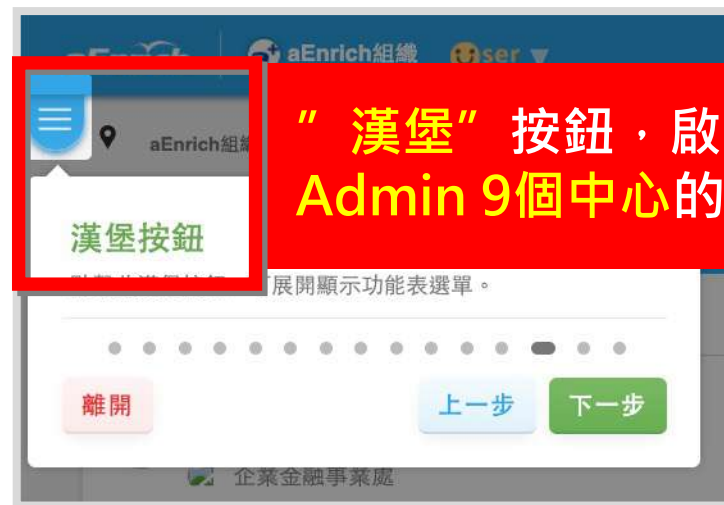 aEnrich組織 user ▼
aEnrich組織
”漢堡”按鈕，啟
Admin 9個中心的
漢堡按鈕
展開顯示功能表選單。
離開
上一步
下一步
企業金融事業處